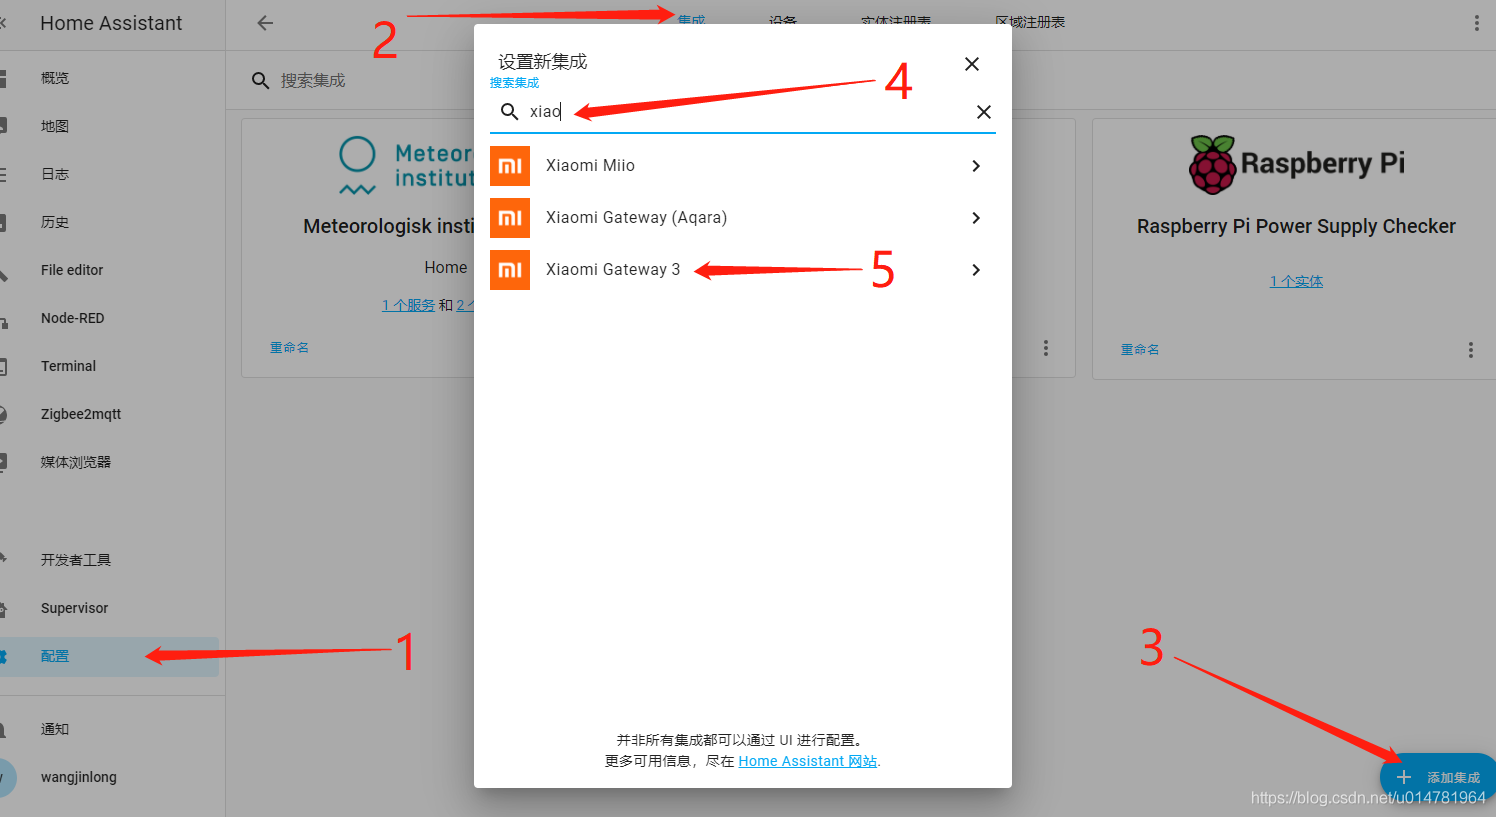 Home Assistant
2
集成
设备
实体注册表
区域注册表
概览
地图
日志
历史
File editor
Node-RED
Terminal
Zigbee2mqtt
媒体浏览器
开发者工具
Supervisor
配置
1
通知
wangjinlong
搜索集成
Meteor
institut
Meteorologisk insti
Home
1 个服务 和 2
重命名
设置新集成
搜索集成
xiao
4
mi Xiaomi Miio
mi Xiaomi Gateway (Aqara)
mi Xiaomi Gateway 3
5
并非所有集成都可以通过 UI 进行配置。
更多可用信息，尽在 Home Assistant 网站.
Raspberry Pi
Raspberry Pi Power Supply Checker
1 个实体
重命名
3
添加集成
https://blog.csdn.net/u014781964